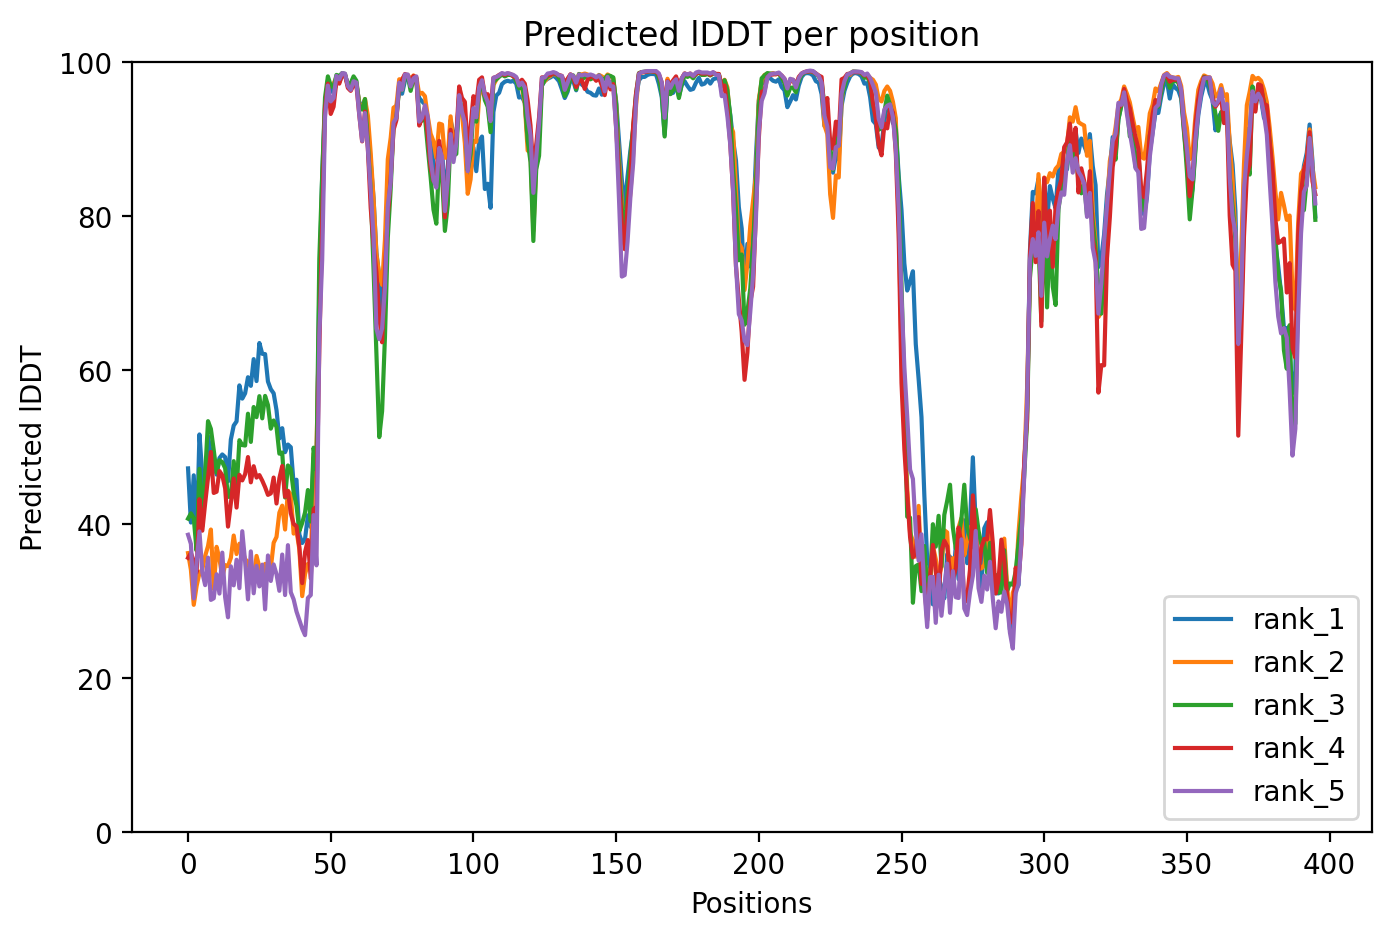 Predicted lDDT per position
Predicted lDDT
100
80
60
40
20
0
0 50 100 150 200 250 300 350 400
Positions
rank_1
rank_2
rank_3
rank_4
rank_5